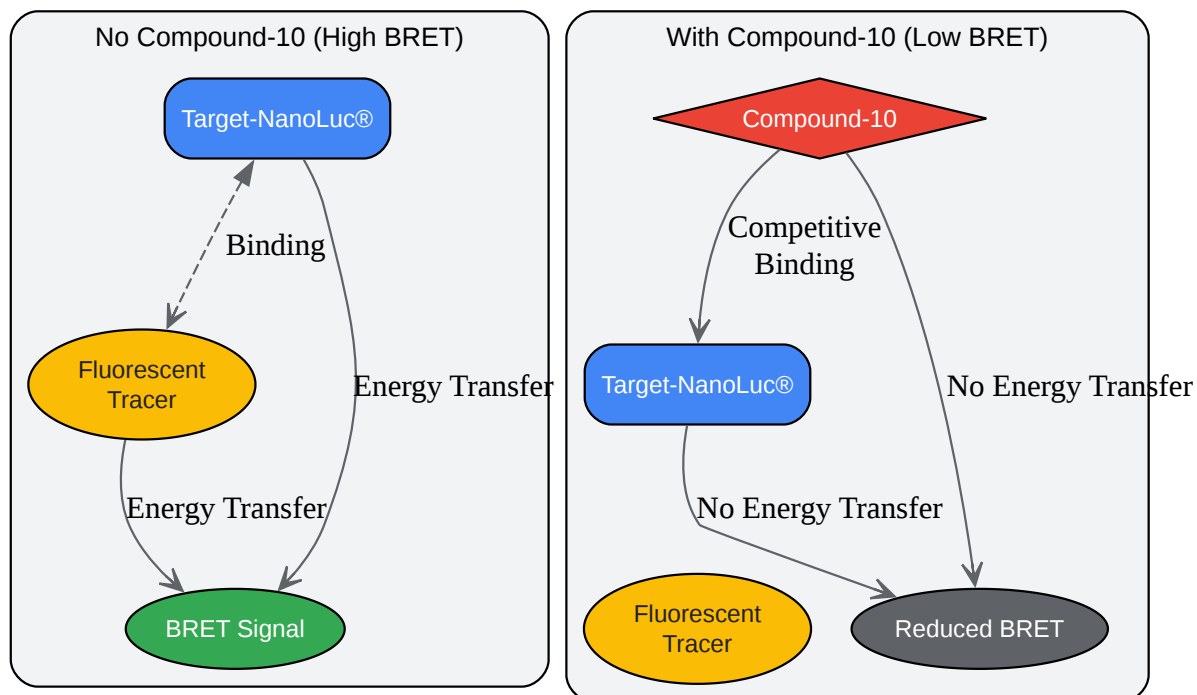 No Compound-10 (High BRET)
Target-NanoLuc®
Binding
Fluorescent
Tracer
Energy Transfer
Energy Transfer
BRET Signal
With Compound-10 (Low BRET)
Compound-10
Competitive
Binding
Target-NanoLuc®
No Energy Transfer
No Energy Transfer
Fluorescent
Tracer
Reduced BRET